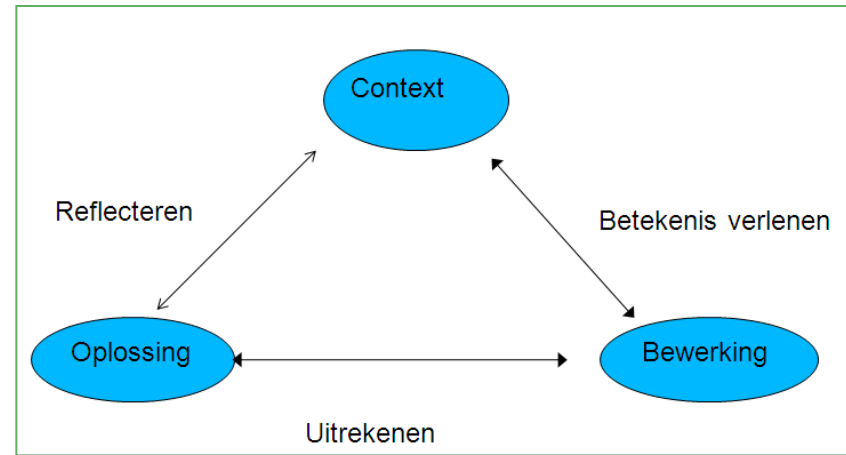 Context
Reflecteren
Betekenis verlenen
Oplossing
Bewerking
Uitrekenen